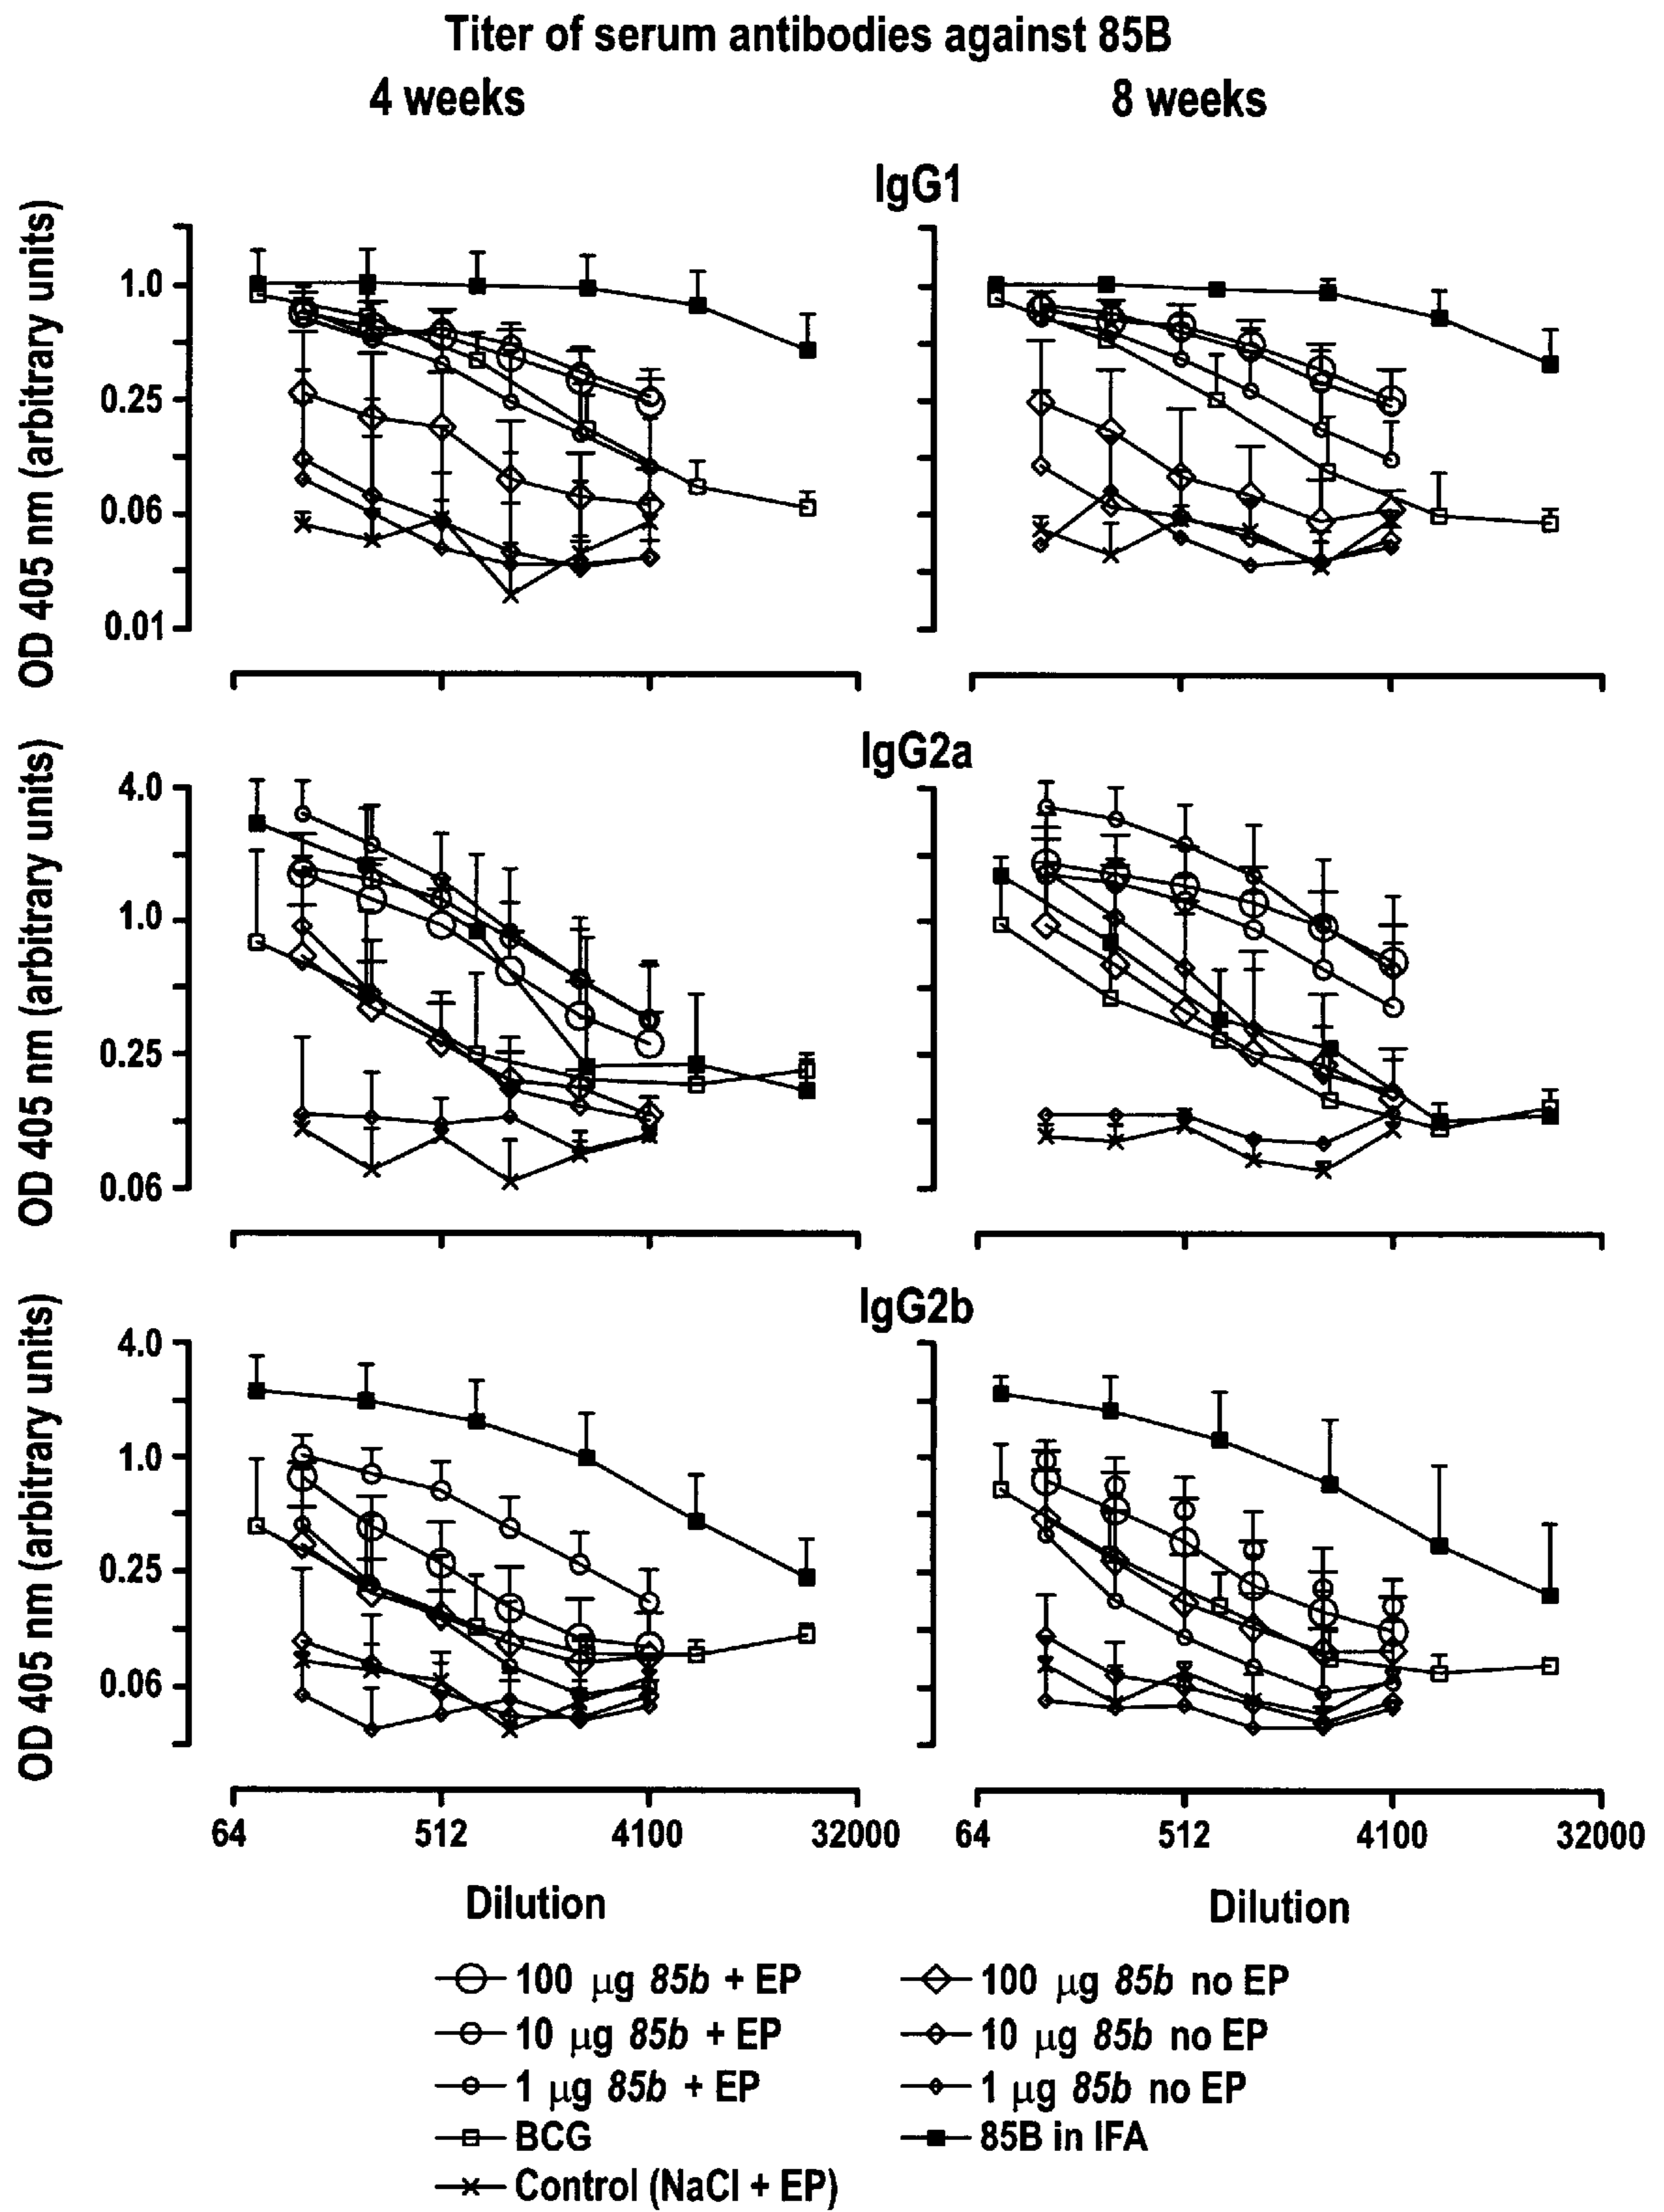 Titer of serum antibodies against 85B
4 weeks
8 weeks
IgG1
OD 405 nm (arbitrary units)
1.0
0.25
0.06
0.01
IgG2a
OD 405 nm (arbitrary units)
4.0
1.0
0.25
0.06
IgG2b
OD 405 nm (arbitrary units)
4.0
1.0
0.25
0.06
64 512 4100 32000
64 512 4100 32000
Dilution
Dilution
100 μg 85b + EP
10 μg 85b + EP
1 μg 85b + EP
BCG
Control (NaCl + EP)
100 μg 85b no EP
10 μg 85b no EP
1 μg 85b no EP
85B in IFA